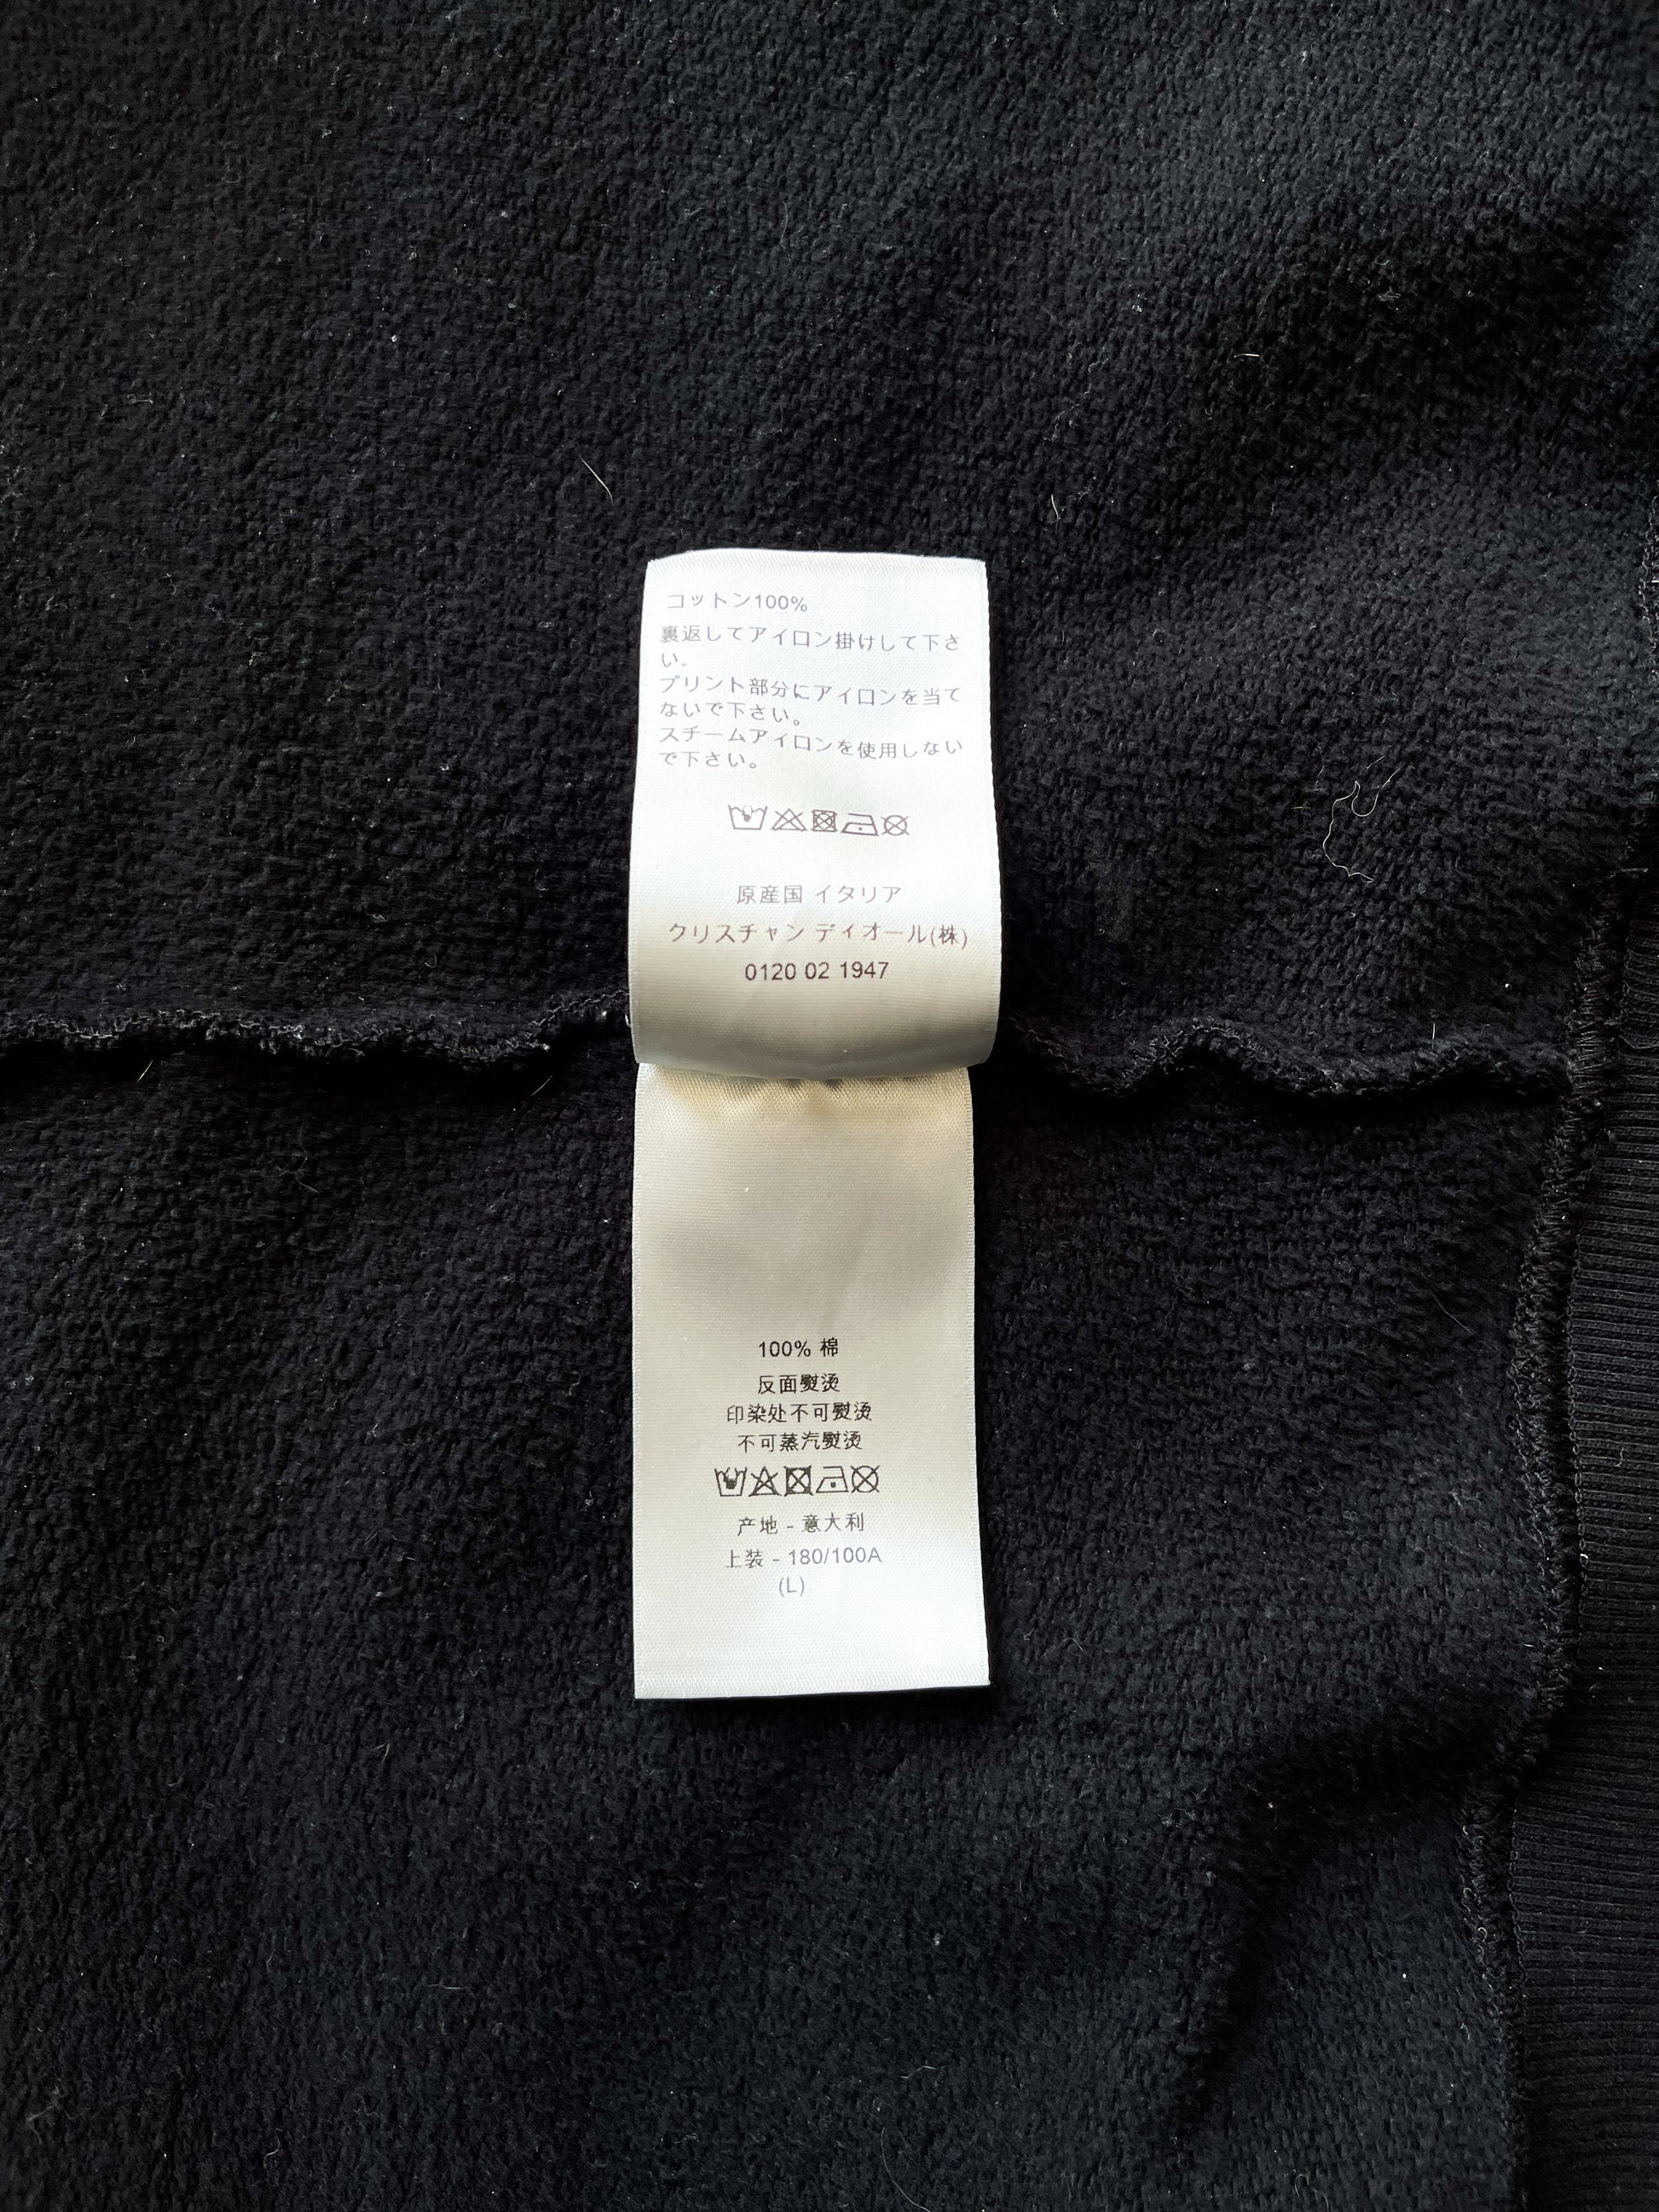 コットン100%
裏返してアイロン掛けして下さ
い。
プリント部分にアイロンを当て
ないで下さい。
スチームアイロンを使用しない
で下さい。
原産国 イタリア
クリスチャン ディオール(株)
0120 02 1947
100% 棉
反面熨烫
印染处不可熨烫
不可蒸汽熨烫
产地 - 意大利
上装 - 180/100A
(L)